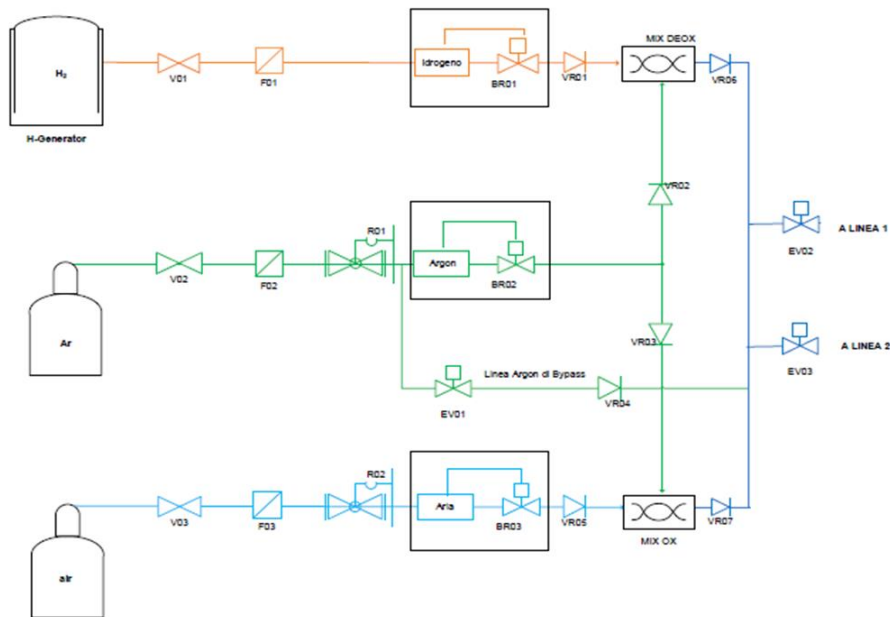 MIX DEOX
H₂
V01
F01
Idrogeno
BR01
VR01
VR06
H-Generator
VR02
R01
A LINEA 1
EV02
Argon
V02
F02
BR02
Ar
VR03
A LINEA 2
Linea Argon di Bypass
EV03
EV01
VR04
R02
Aria
V03
F03
BR03
VR05
VR07
MIX OX
air